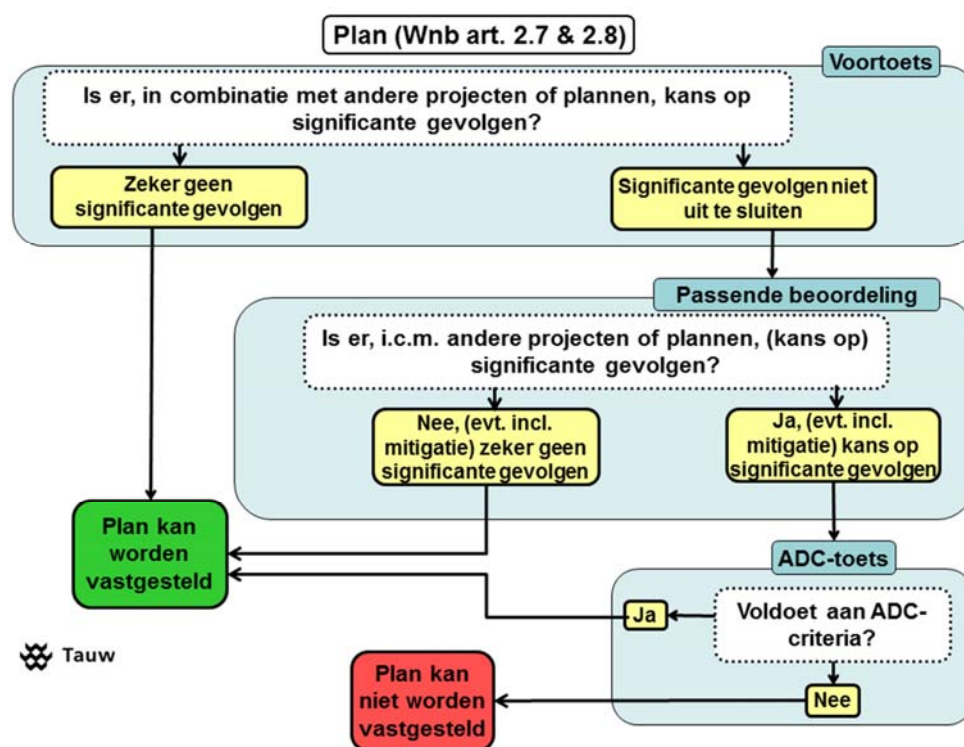 Plan (Wnb art. 2.7 & 2.8)
Voortoets
Is er, in combinatie met andere projecten of plannen, kans op
significante gevolgen?
Zeker geen
significante gevolgen
Significante gevolgen niet
uit te sluiten
Passende beoordeling
Is er, i.c.m. andere projecten of plannen, (kans op)
significante gevolgen?
Nee, (evt. incl.
mitigatie) zeker geen
significante gevolgen
Ja, (evt. incl.
mitigatie) kans op
significante gevolgen
Plan kan
worden
vastgesteld
ADC-toets
Ja
Voldoet aan ADC-
criteria?
Nee
Tauw
Plan kan
niet worden
vastgesteld